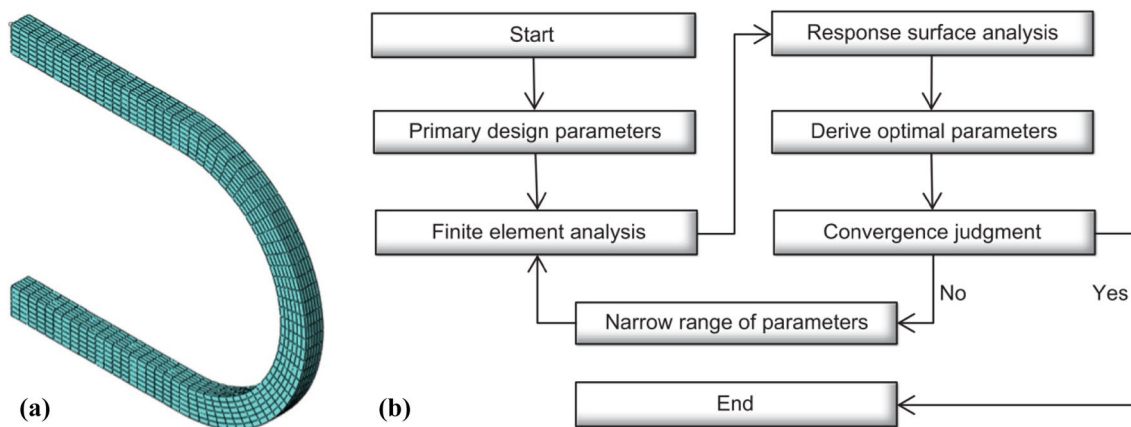 (a)
(b)
Start
Primary design parameters
Finite element analysis
Response surface analysis
Derive optimal parameters
Convergence judgment
No
Yes
Narrow range of parameters
End